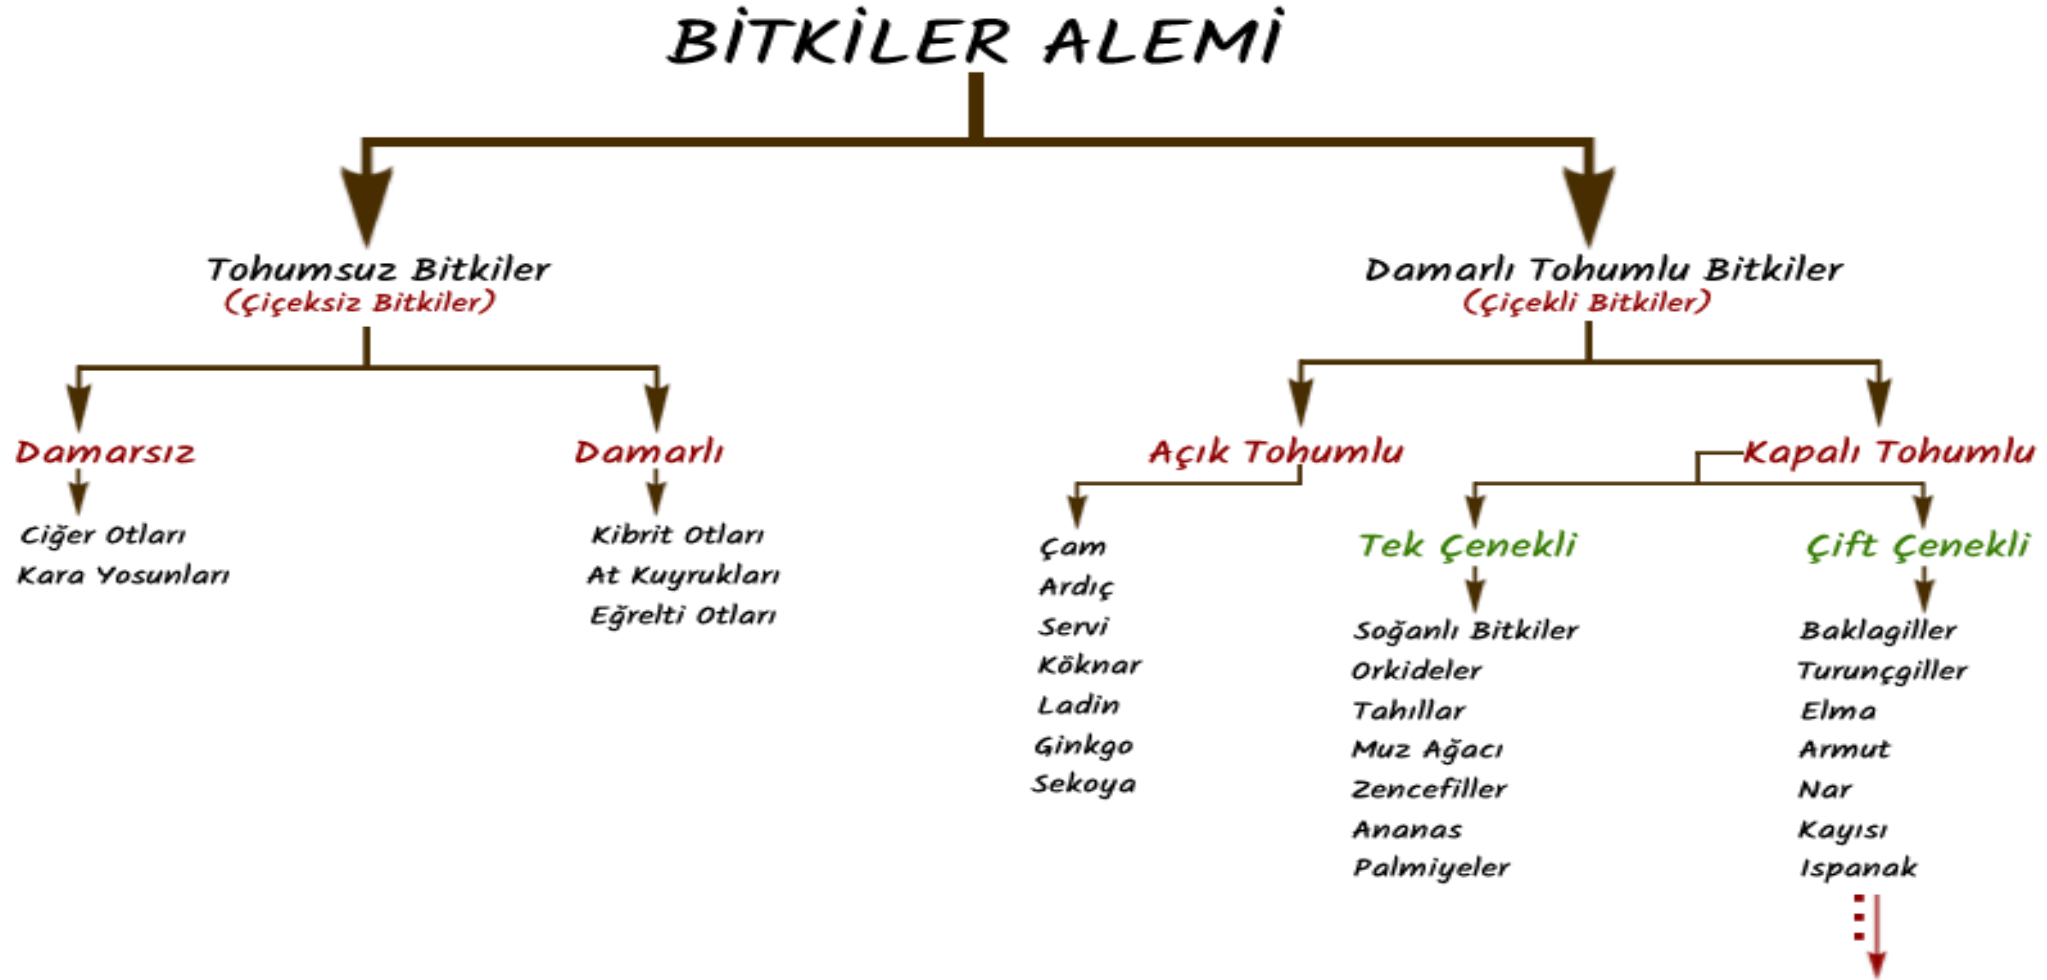 BİTKİLER ALEMİ
Tohumsuz Bitkiler
(Çiçeksiz Bitkiler)
Damarlı Tohumlu Bitkiler
(Çiçekli Bitkiler)
Damarsız
Damarlı
Açık Tohumlu
Kapalı Tohumlu
Ciğer Otları
Kara Yosunları
Kibrit Otları
At Kuyrukları
Eğrelti Otları
Çam
Ardıç
Servi
Köknar
Ladin
Ginkgo
Sekoya
Tek Çenekli
Soğanlı Bitkiler
Orkideler
Tahıllar
Muz Ağacı
Zencefiller
Ananas
Palmiyeler
Çift Çenekli
Baklagiller
Turunçgiller
Elma
Armut
Nar
Kayısı
Ispanak